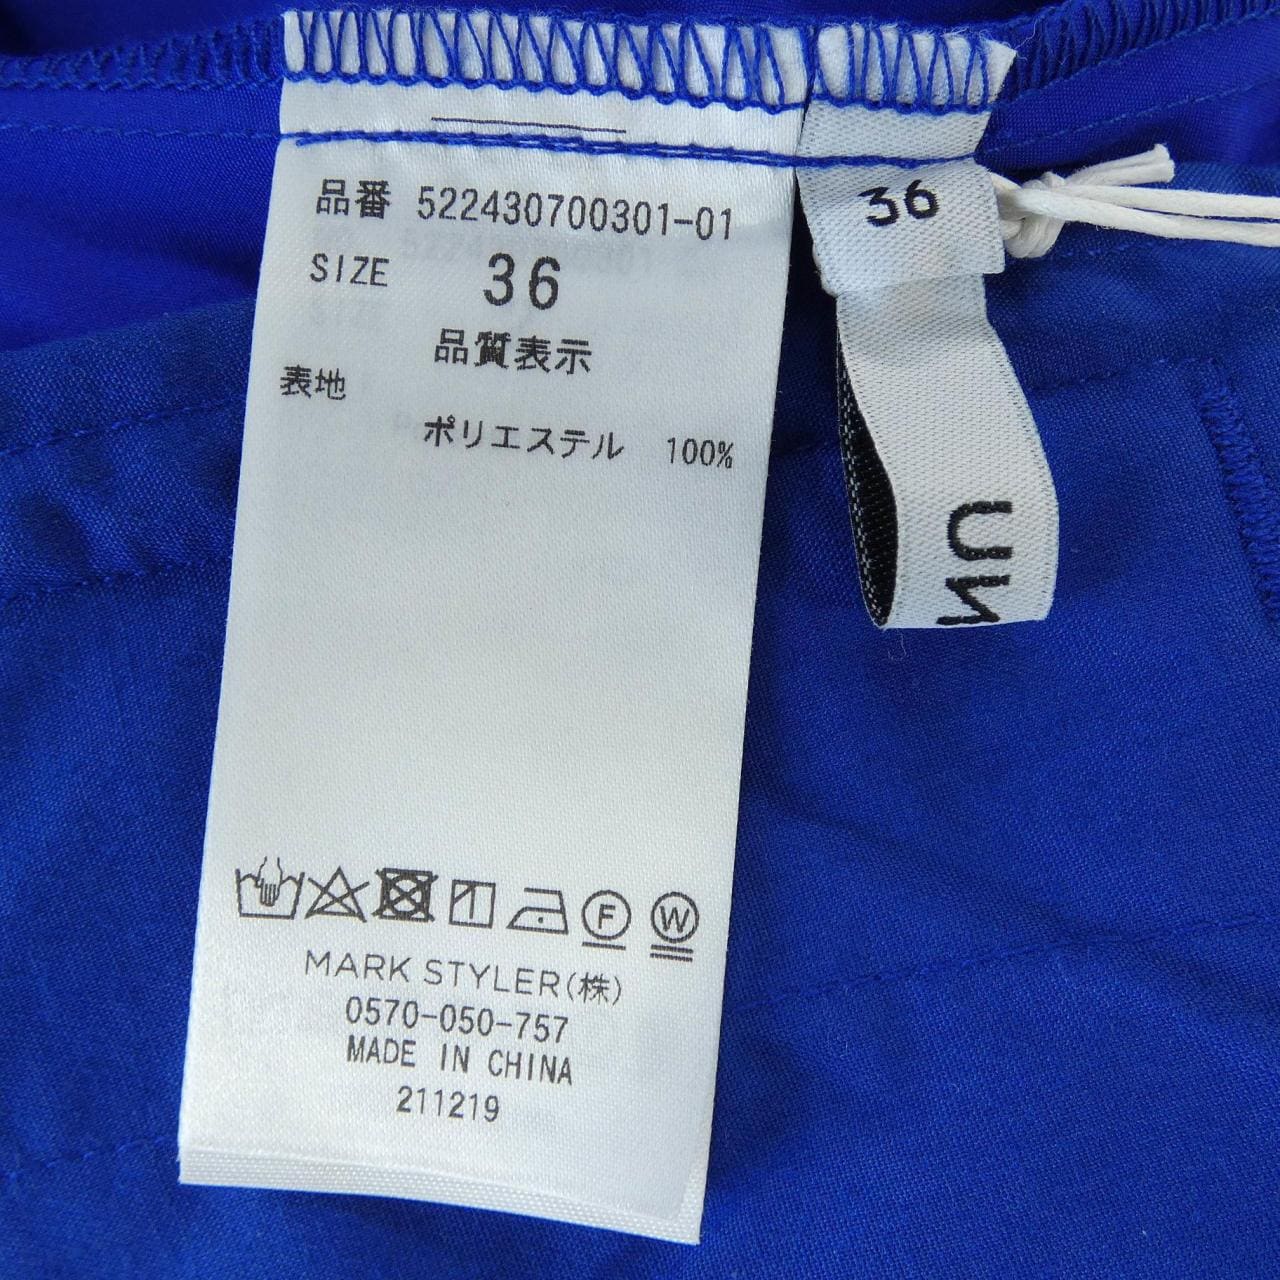 品番 522430700301-01
SIZE 36
品質表示
表地
ポリエステル 100%
F W
MARK STYLER(株)
0570-050-757
MADE IN CHINA
211219
36
UN